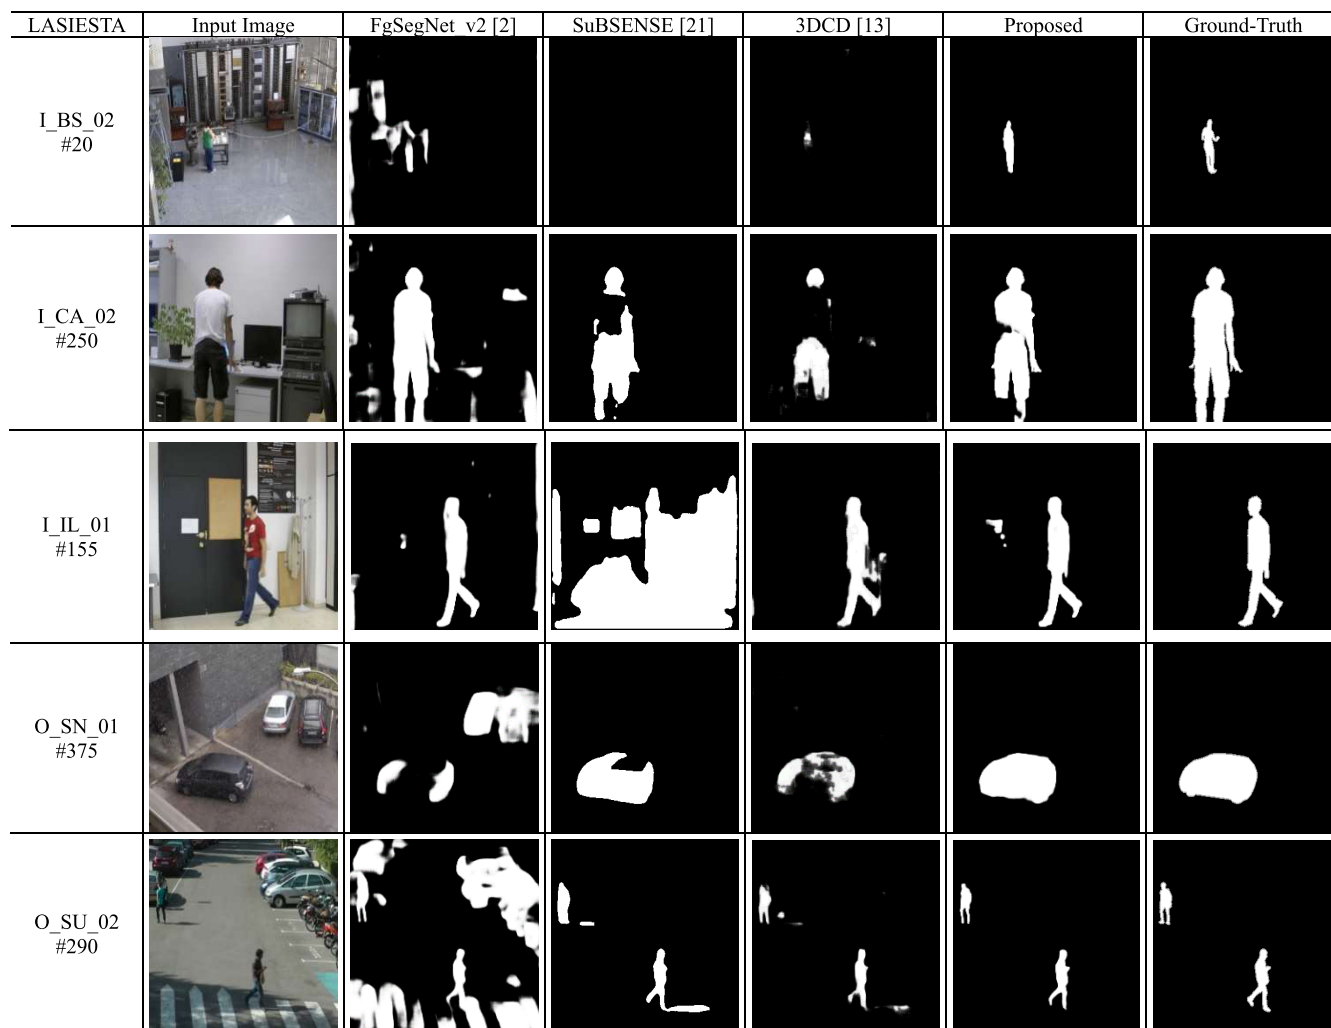 LASIESTA Input Image FgSegNet_v2 [2] SuBSENSE [21] 3DCD [13] Proposed Ground-Truth
I_BS_02
#20
I_CA_02
#250
I_IL_01
#155
O_SN_01
#375
O_SU_02
#290